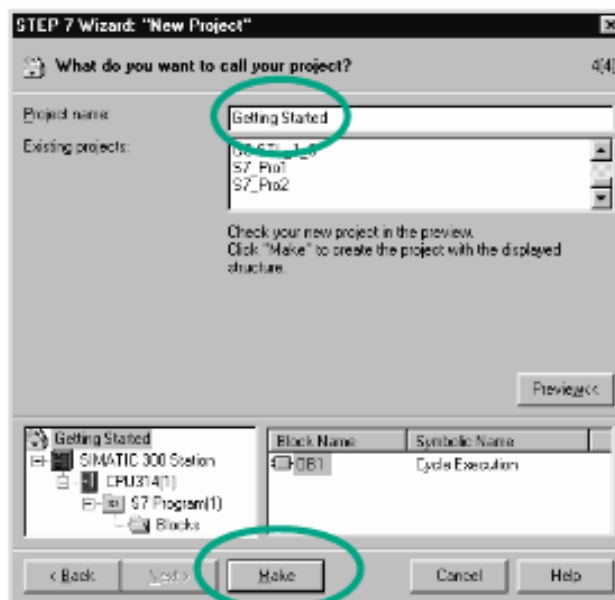 STEP 7 Wizard: "New Project"
What do you want to call your project?
4(4)
Project name:
Getting Started
Existing projects:
S7_Pro1
S7_Pro2
Check your new project in the preview.
Click "Make" to create the project with the displayed
structure.
Preview<<
Getting Started
SIMATIC 300 Station
CPU314(1)
S7 Program(1)
Blocks
Block Name
Symbolic Name
OB1
Cycle Execution
< Back
Next >
Make
Cancel
Help